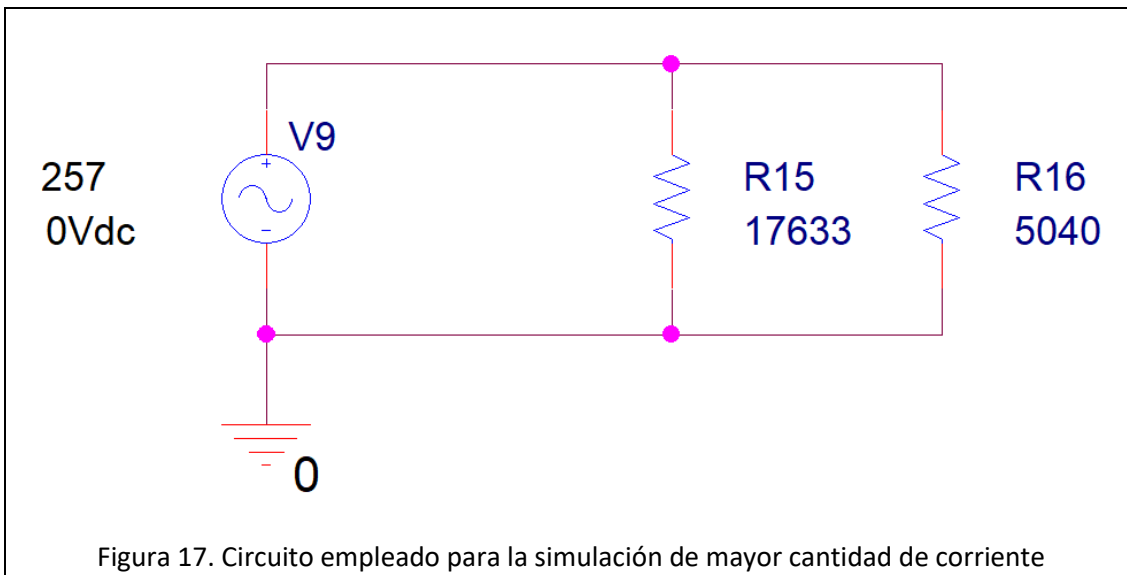 V9
257
0Vdc
+
-
R15
17633
R16
5040
0
Figura 17. Circuito empleado para la simulación de mayor cantidad de corriente